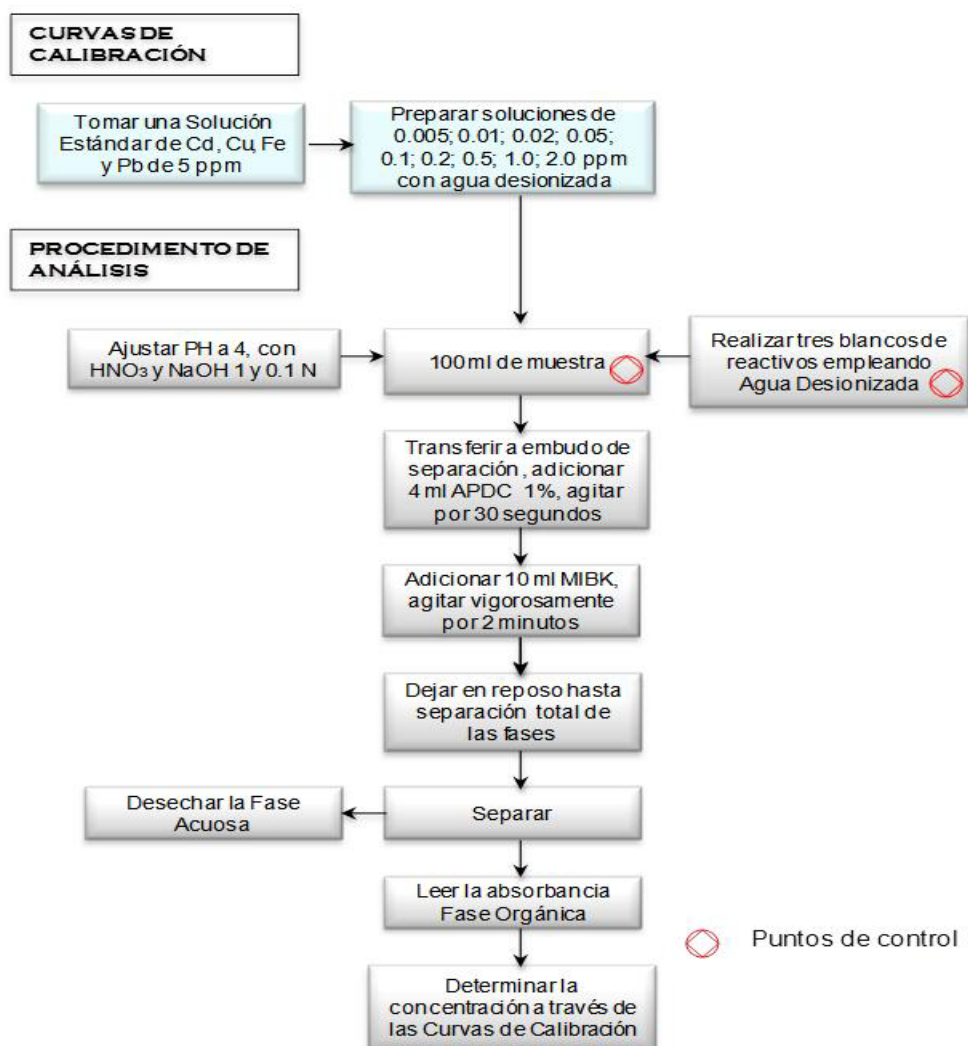 CURVAS DE
CALIBRACIÓN
Tomar una Solución
Estándar de Cd, Cu, Fe
y Pb de 5 ppm
Preparar soluciones de
0.005; 0.01; 0.02; 0.05;
0.1; 0.2; 0.5; 1.0; 2.0 ppm
con agua desionizada
PROCEDIMENTO DE
ANÁLISIS
Ajustar PH a 4, con
HNO₃ y NaOH 1 y 0.1 N
100 ml de muestra
Realizar tres blancos de
reactivos empleando
Agua Desionizada
Transferir a embudo de
separación, adicionar
4 ml APDC 1%, agitar
por 30 segundos
Adicionar 10 ml MIBK,
agitar vigorosamente
por 2 minutos
Dejar en reposo hasta
separación total de
las fases
Desechar la Fase
Acuosa
Separar
Leer la absorbancia
Fase Orgánica
Puntos de control
Determinar la
concentración a través de
las Curvas de Calibración